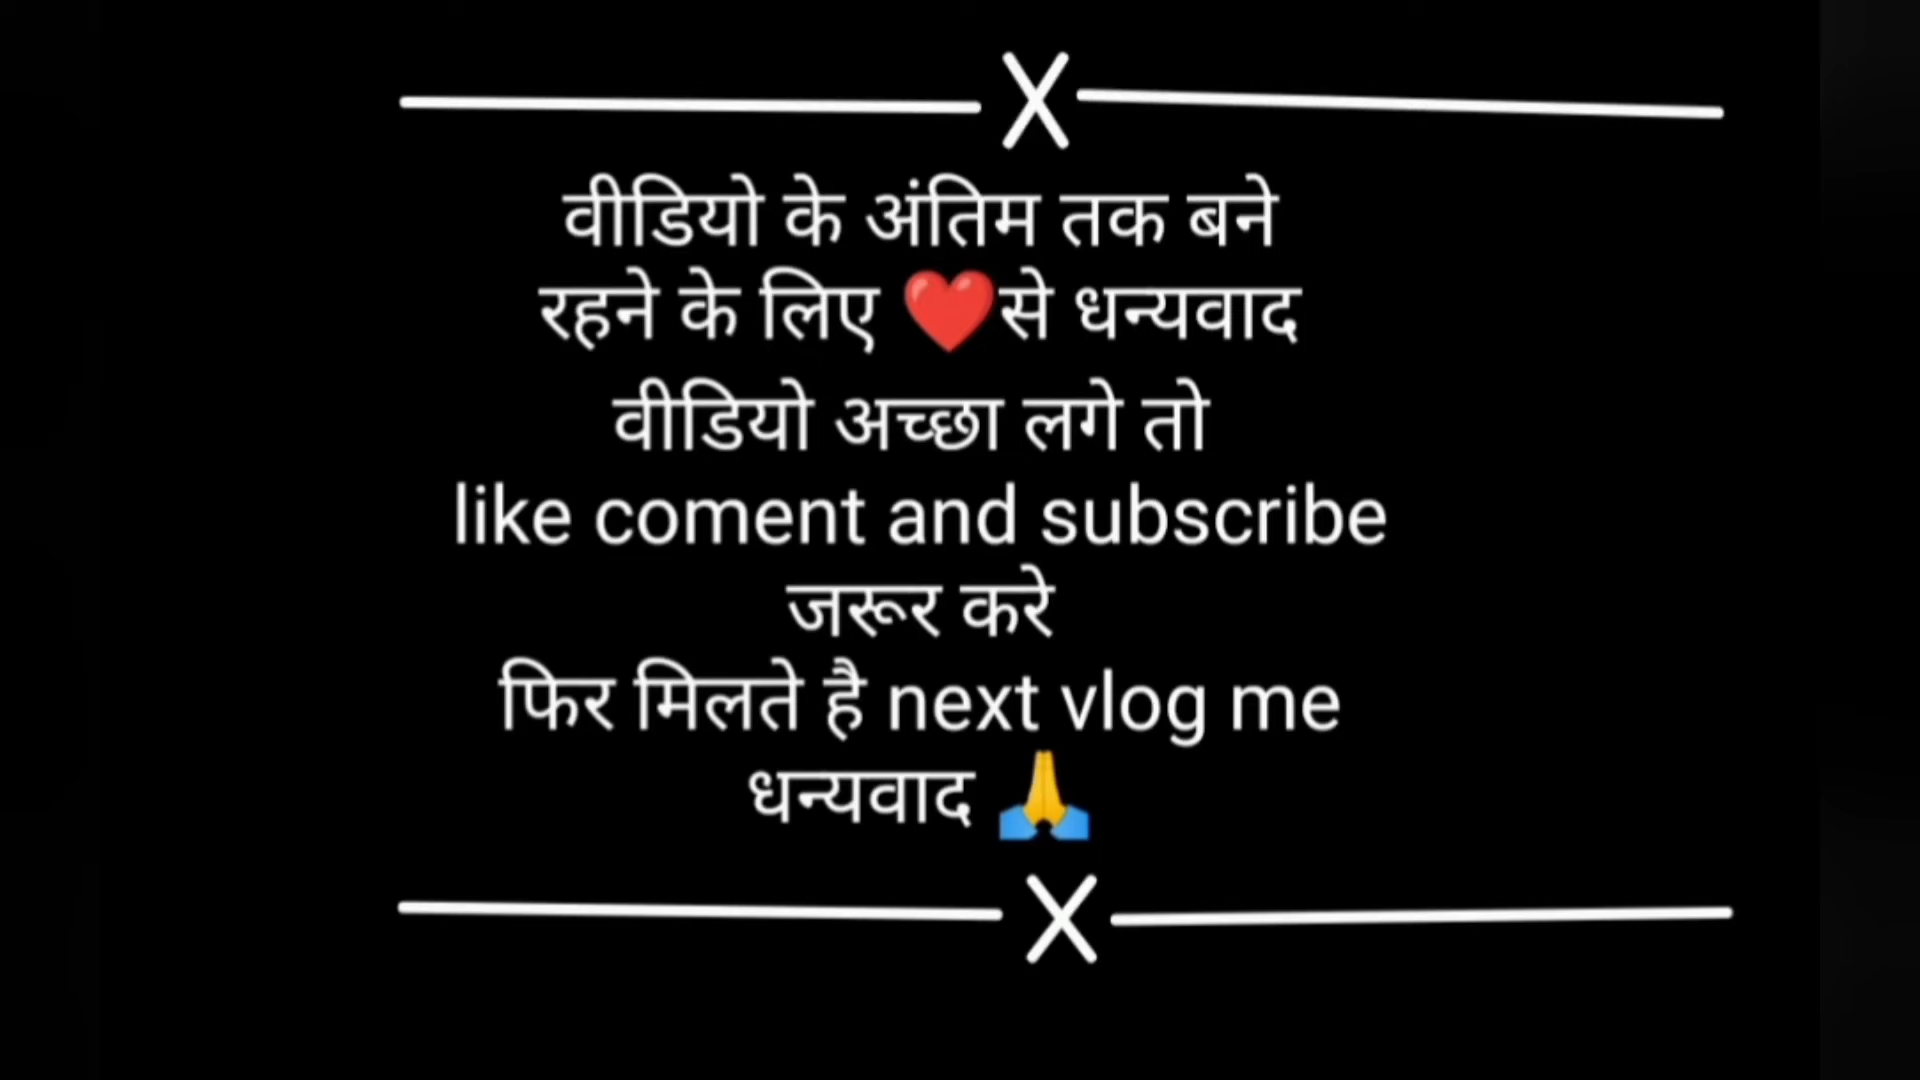 वीडियो के अंतिम तक बने
रहने के लिए ❤️से धन्यवाद
वीडियो अच्छा लगे तो
like coment and subscribe
जरूर करे
फिर मिलते है next vlog me
धन्यवाद 🙏